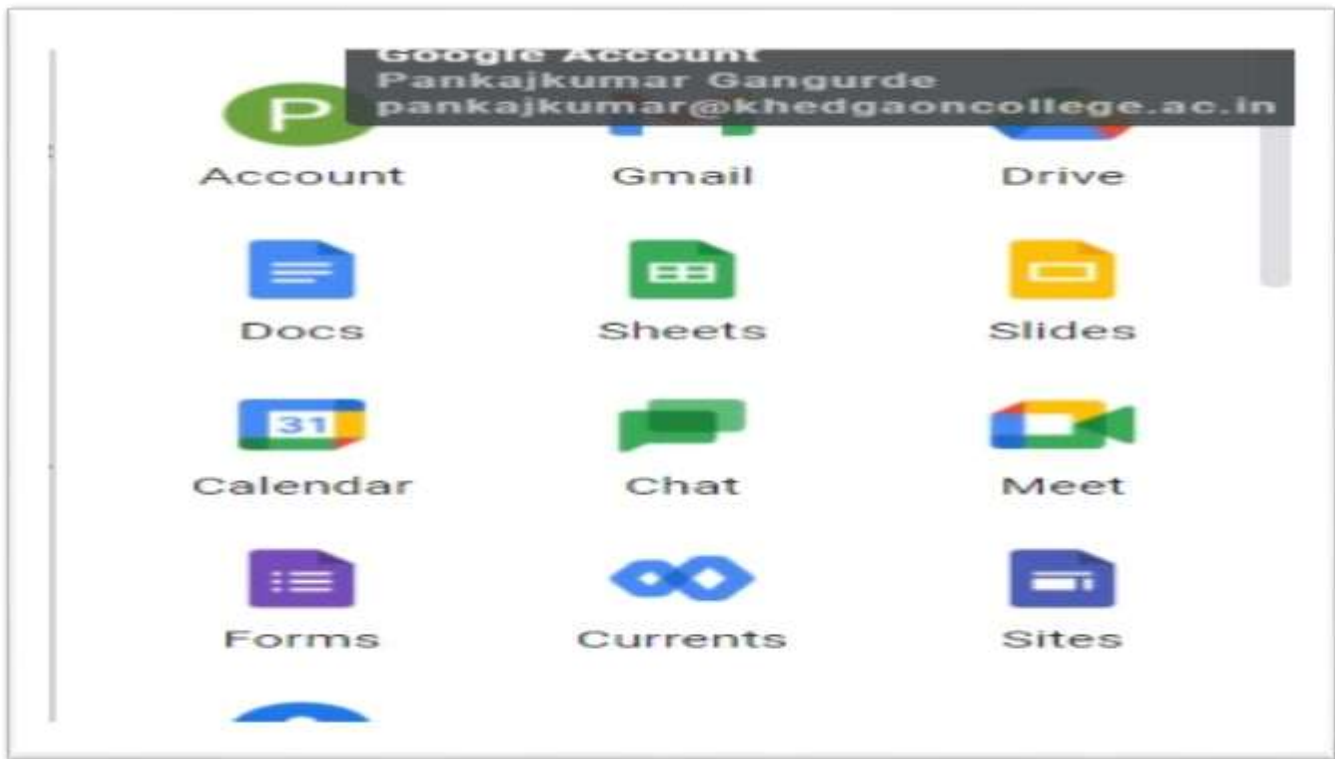 Google Account
Pankajkumar Gangurde
pankajkumar@khedgaoncollege.ac.in
P
Account Gmail Drive
Docs Sheets Slides
31
Calendar Chat Meet
Forms Currents Sites